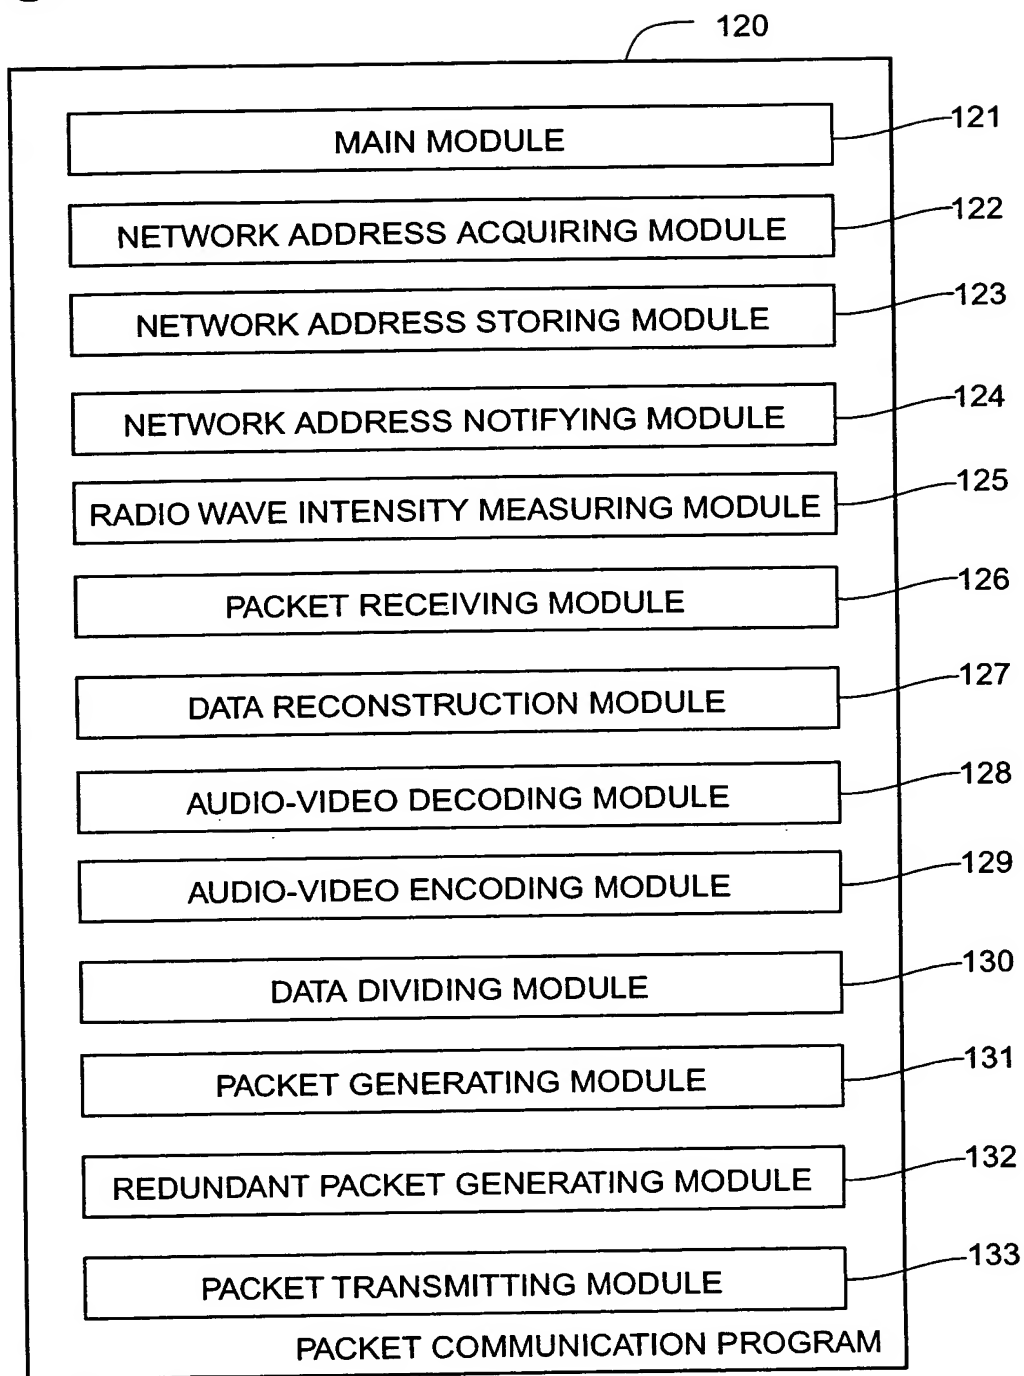 120
MAIN MODULE 121
NETWORK ADDRESS ACQUIRING MODULE 122
NETWORK ADDRESS STORING MODULE 123
NETWORK ADDRESS NOTIFYING MODULE 124
RADIO WAVE INTENSITY MEASURING MODULE 125
PACKET RECEIVING MODULE 126
DATA RECONSTRUCTION MODULE 127
AUDIO-VIDEO DECODING MODULE 128
AUDIO-VIDEO ENCODING MODULE 129
DATA DIVIDING MODULE 130
PACKET GENERATING MODULE 131
REDUNDANT PACKET GENERATING MODULE 132
PACKET TRANSMITTING MODULE 133
PACKET COMMUNICATION PROGRAM